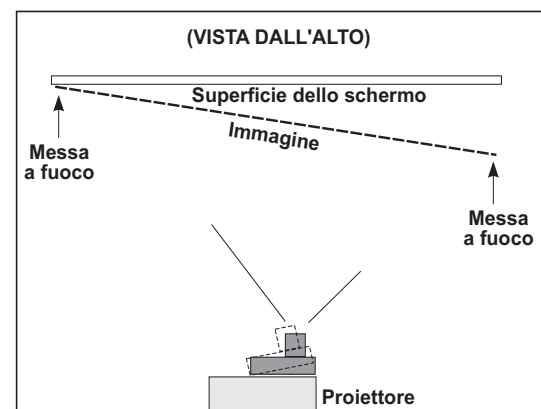 (VISTA DALL'ALTO)
Superficie dello schermo
Immagine
Messa
a fuoco
Messa
a fuoco
Proiettore